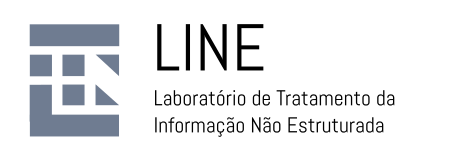 LINE
Laboratório de Tratamento da
Informação Não Estruturada